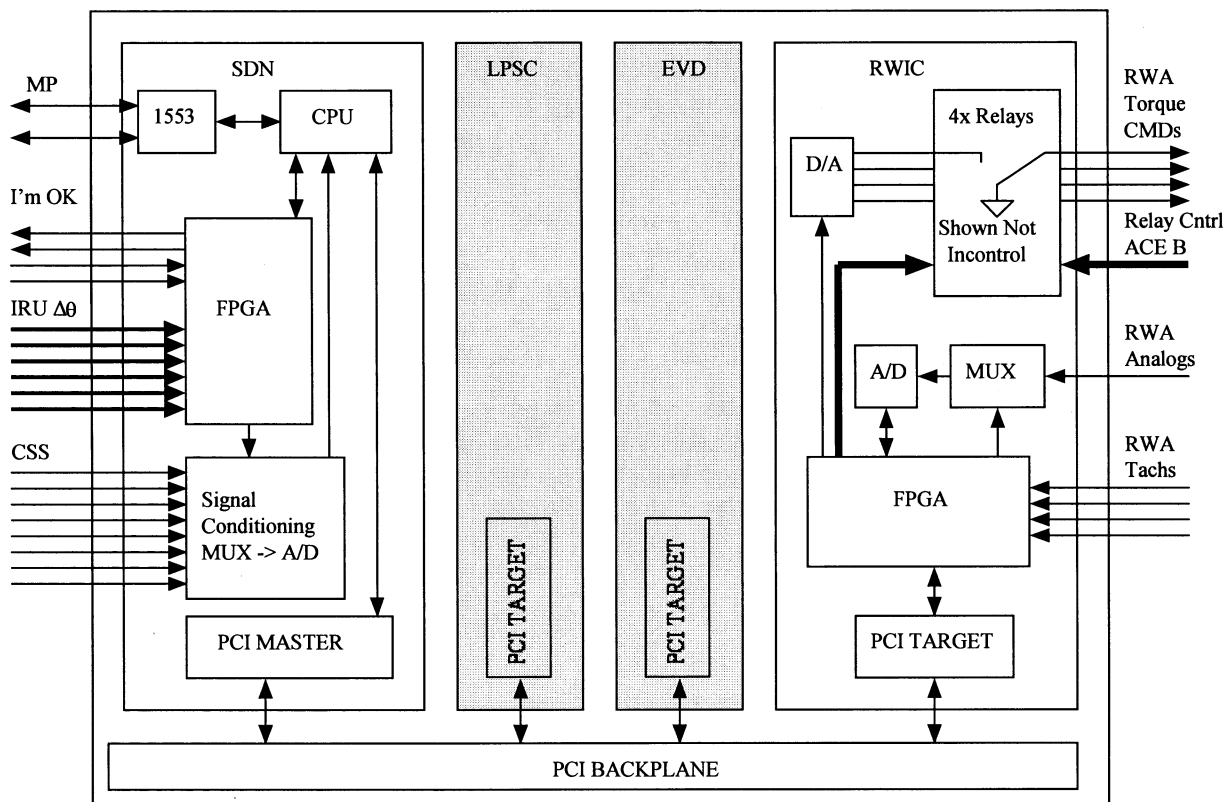 MP
I'm OK
IRU Δθ
CSS
SDN
1553
CPU
FPGA
Signal
Conditioning
MUX -> A/D
PCI MASTER
LPSC
PCI TARGET
EVD
PCI TARGET
RWIC
4x Relays
D/A
Shown Not
Incontrol
A/D
MUX
FPGA
PCI TARGET
RWA
Torque
CMDs
Relay Cntrl
ACE B
RWA
Analogs
RWA
Tachs
PCI BACKPLANE